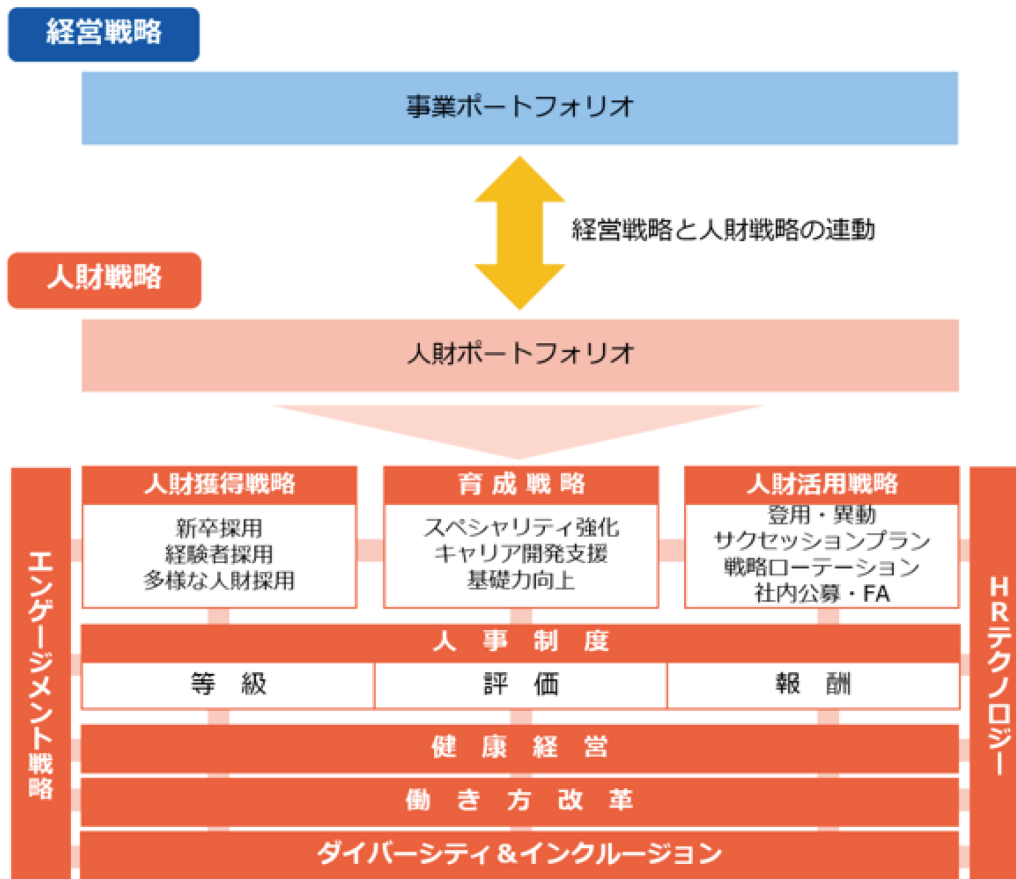 経営戦略
事業ポートフォリオ
経営戦略と人財戦略の連動
人財戦略
人財ポートフォリオ
エンゲージメント戦略
人財獲得戦略
新卒採用
経験者採用
多様な人財採用
育成戦略
スペシャリティ強化
キャリア開発支援
基礎力向上
人財活用戦略
登用・異動
サクセッションプラン
戦略ローテーション
社内公募・FA
HRテクノロジー
人事制度
等級
評価
報酬
健康経営
働き方改革
ダイバーシティ&インクルージョン